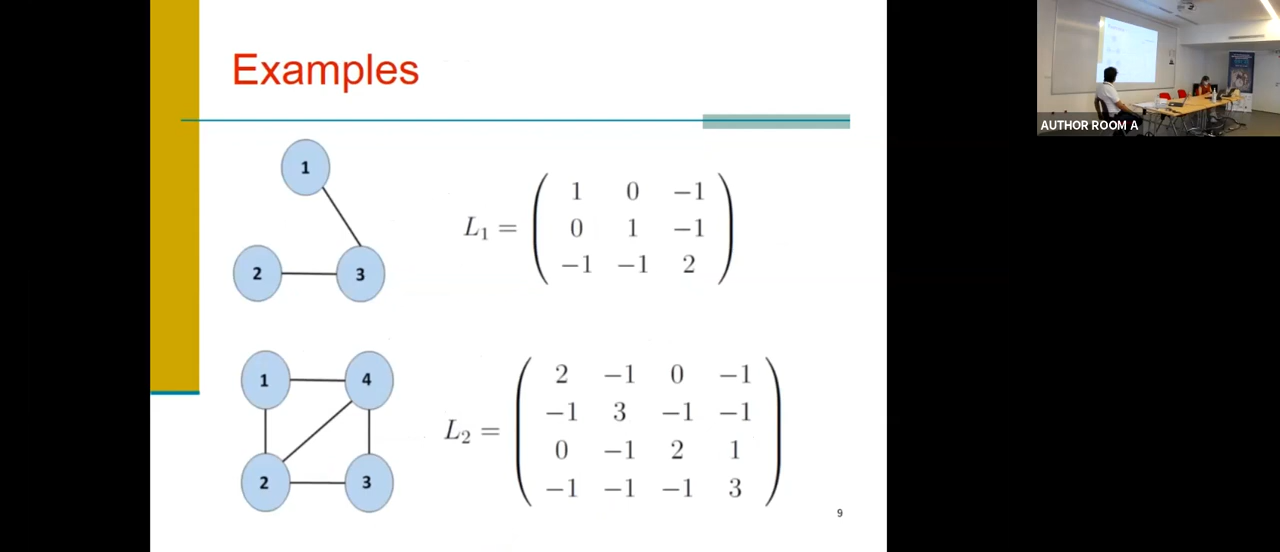 Examples
AUTHOR ROOM A
1
2
3
L₁ =
1 0 −1
0 1 −1
−1 −1 2
1
4
2
3
L₂ =
2 −1 0 −1
−1 3 −1 −1
0 −1 2 1
−1 −1 −1 3
9